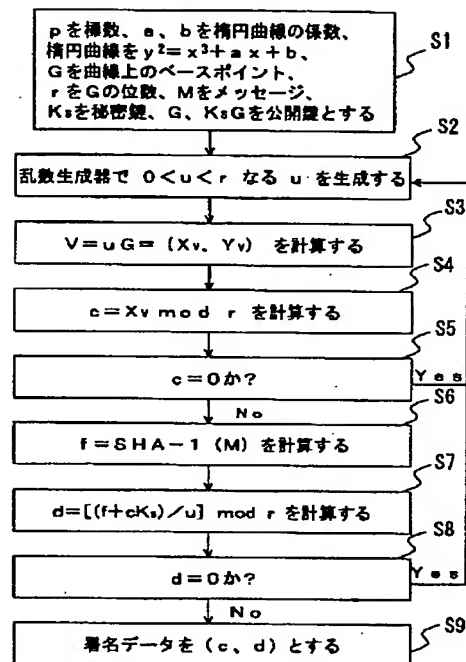 pを標数、a、bを楕円曲線の係数、
楕円曲線をy²=x³+ax+b、
Gを曲線上のベースポイント、
rをGの位数、Mをメッセージ、
Ksを秘密鍵、G、KsGを公開鍵とする
S1
S2
乱数生成器で 0<u<r なる u を生成する
S3
V=uG=(Xv、Yv) を計算する
S4
c=Xv mod r を計算する
S5
c=0か?
Yes
No
S6
f=SHA-1(M) を計算する
S7
d=[(f+cKs)/u] mod r を計算する
S8
d=0か?
Yes
No
S9
署名データを(c、d)とする